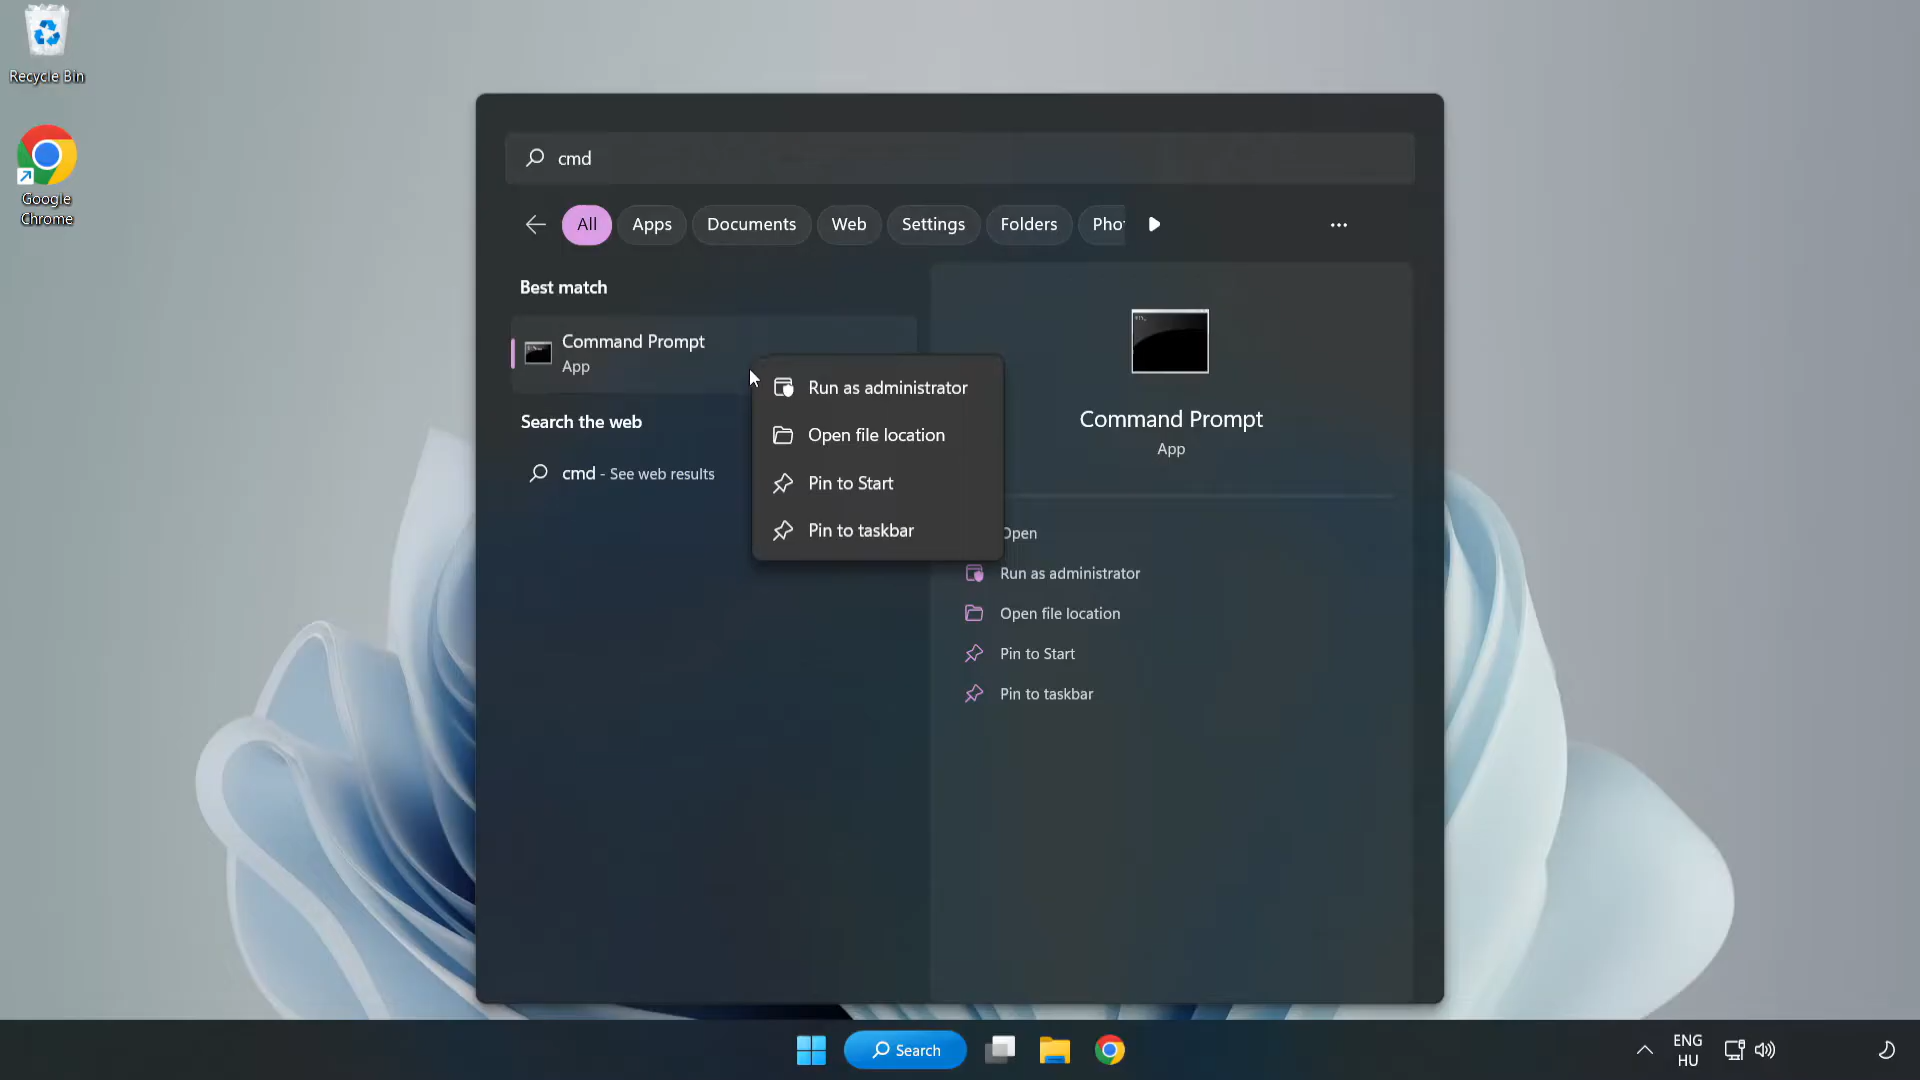 Recycle Bin
Google
Chrome
cmd
All
Apps
Documents
Web
Settings
Folders
Pho
Best match
Command Prompt
App
Search the web
cmd - See web results
Run as administrator
Open file location
Pin to Start
Pin to taskbar
Command Prompt
App
Open
Run as administrator
Open file location
Pin to Start
Pin to taskbar
Search
ENG
HU